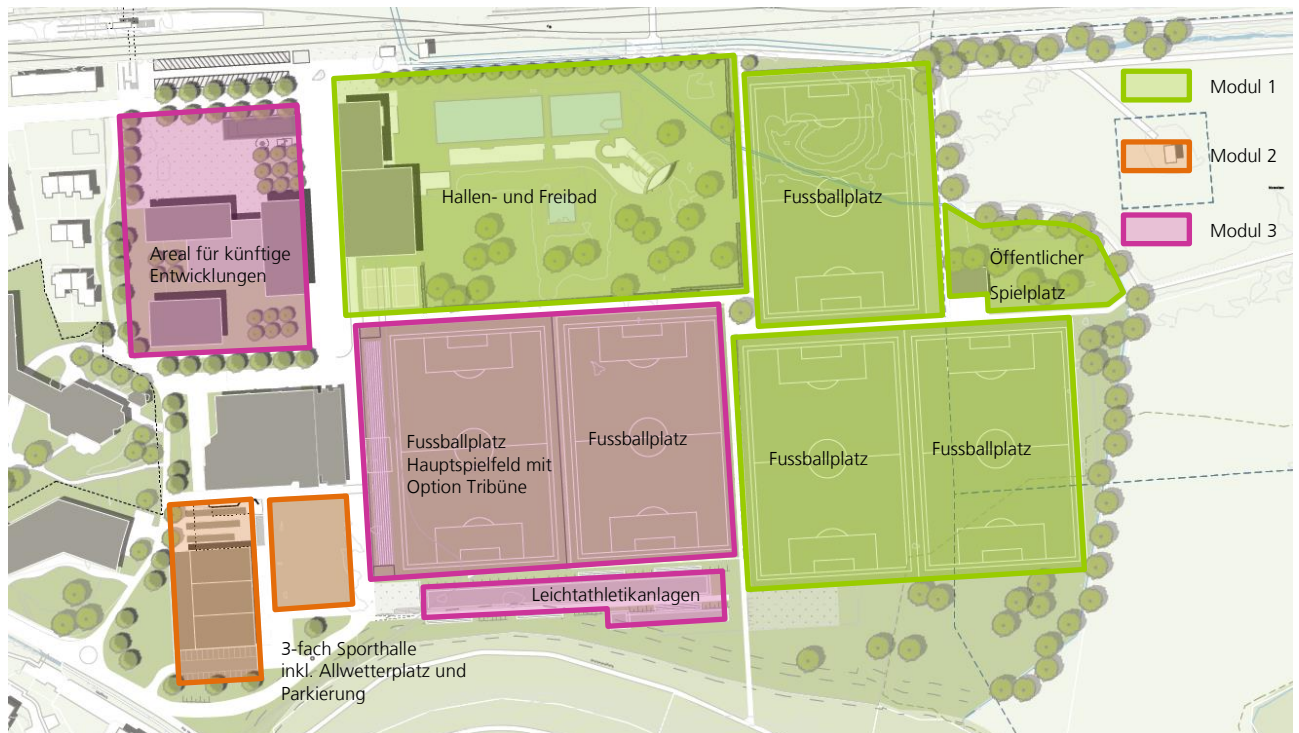 Modul 1
Modul 2
Modul 3
Hallen- und Freibad
Fussballplatz
Areal für künftige
Entwicklungen
Öffentlicher
Spielplatz
Fussballplatz
Hauptspielfeld mit
Option Tribüne
Fussballplatz
Fussballplatz
Fussballplatz
Leichtathletikanlagen
3-fach Sporthalle
inkl. Allwetterplatz und
Parkierung